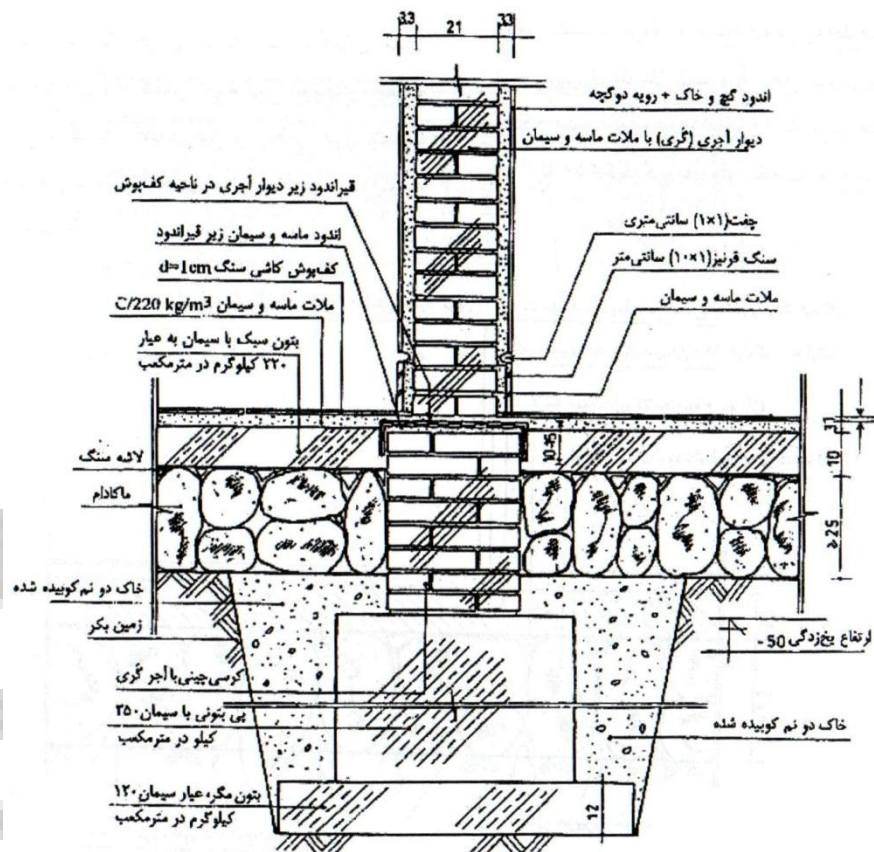 33 21 33
اندود گچ و خاک + رویه دوگچه
دیوار آجری (گری) با ملات ماسه و سیمان
قیراندود زیر دیوار آجری در ناحیه کف‌پوش
چفت(۱×۱) سانتی‌متری
اندود ماسه و سیمان زیر قیراندود
سنگ قرنیز(۱×۱۰) سانتی‌متر
کف‌پوش کاشی سنگ d=1cm
ملات ماسه و سیمان
ملات ماسه و سیمان C/220 kg/m³
بتون سبک با سیمان به عیار
۲۲۰ کیلوگرم در مترمکعب
10-15
10
لاشه سنگ
ماکادام
≥25
خاک دو نم کوبیده شده
زمین بکر
ارتفاع یخ‌زدگی 50-
کرسی‌چینی با آجر گری
پی بتونی با سیمان ۳۵۰
کیلو در مترمکعب
خاک دو نم کوبیده شده
بتون مگر، عیار سیمان ۱۲۰
کیلوگرم در مترمکعب
12